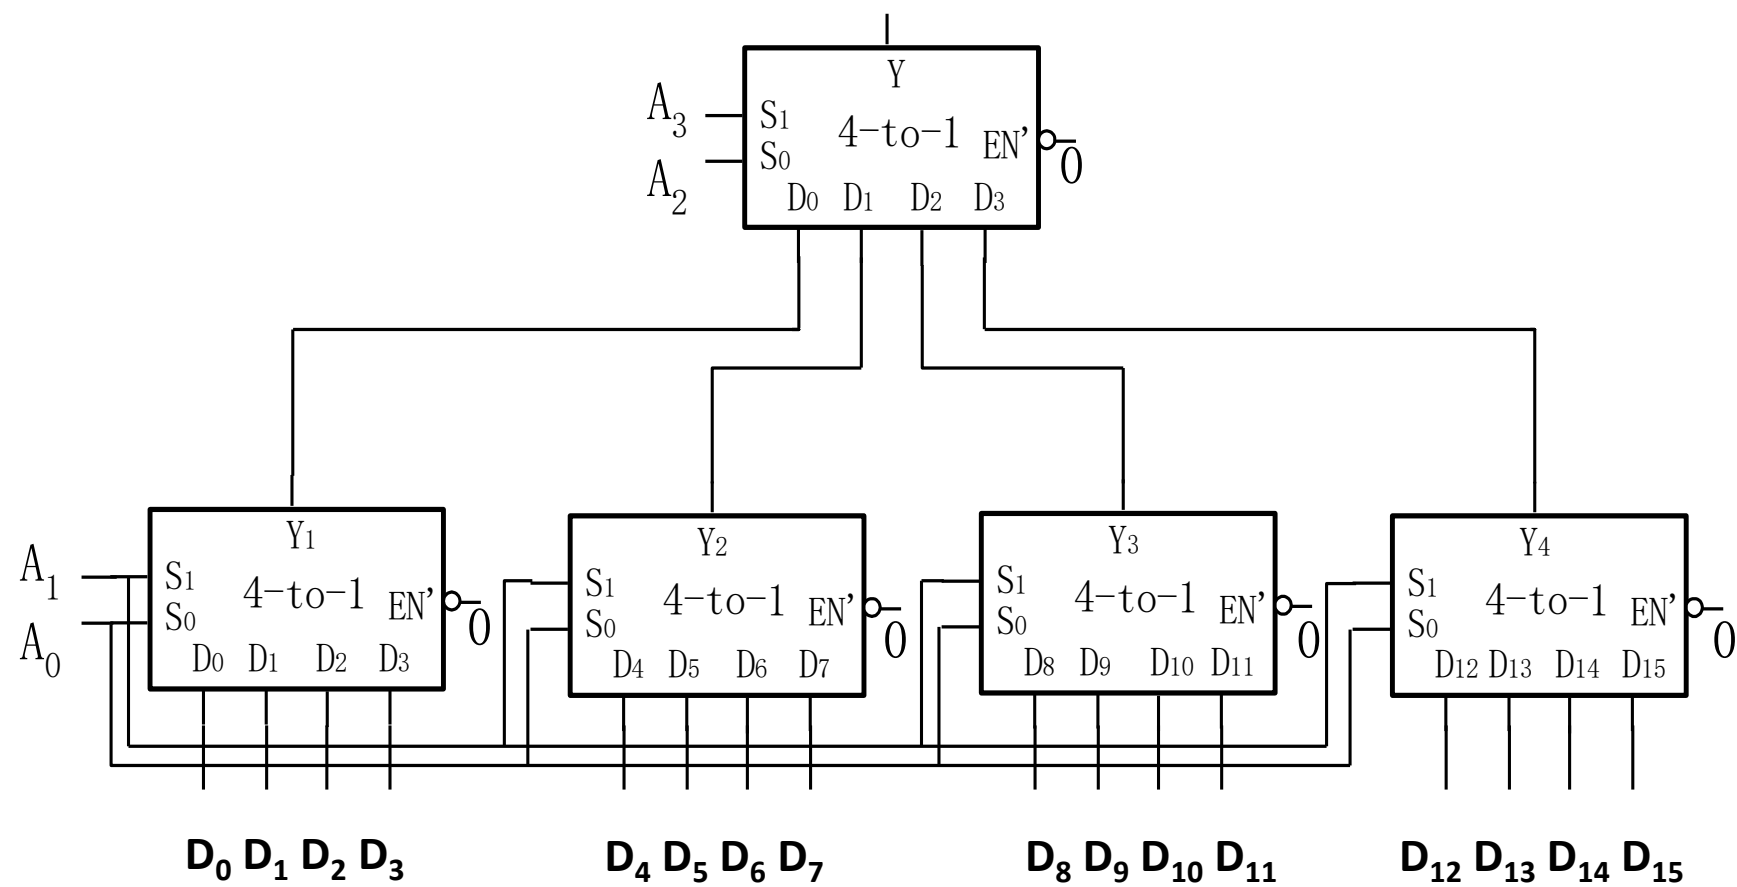 Y
A3 S1 4-to-1 EN' 0
A2 S0
D0 D1 D2 D3
Y1 Y2 Y3 Y4
A1 S1 4-to-1 EN' 0 S1 4-to-1 EN' 0 S1 4-to-1 EN' 0 S1 4-to-1 EN' 0
A0 S0 S0 S0 S0
D0 D1 D2 D3 D4 D5 D6 D7 D8 D9 D10 D11 D12 D13 D14 D15
D0 D1 D2 D3 D4 D5 D6 D7 D8 D9 D10 D11 D12 D13 D14 D15